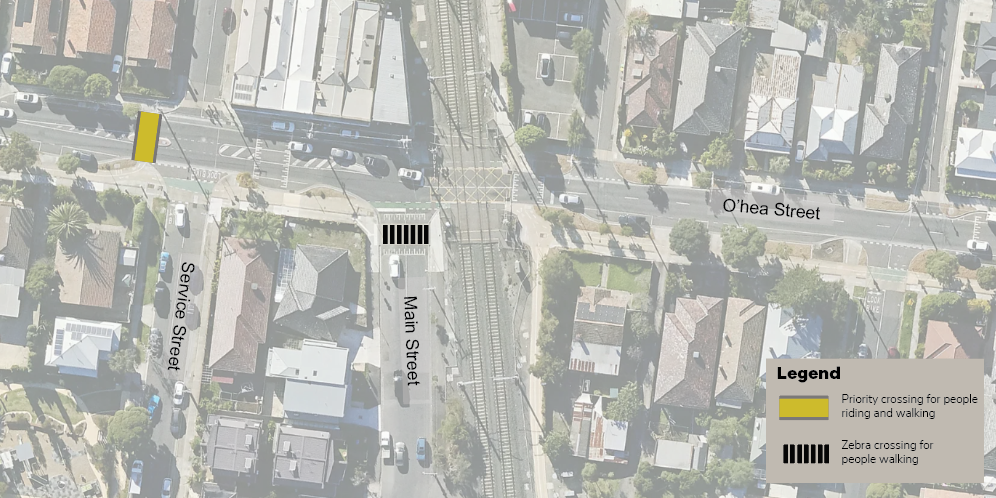 O'hea Street
Service Street
Main Street
Legend
Priority crossing for people
riding and walking
Zebra crossing for
people walking